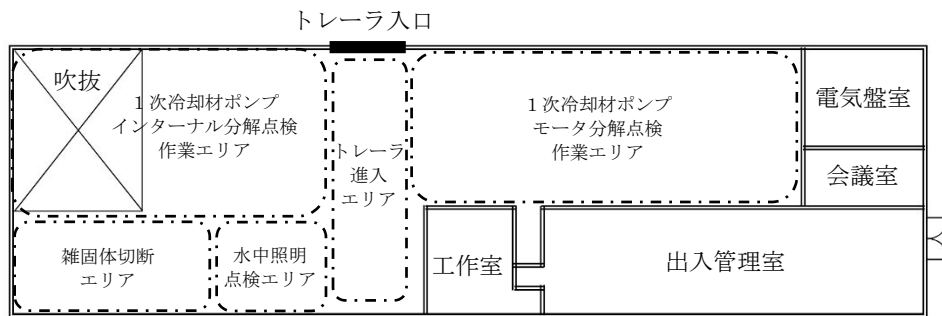 トレーラ入口
吹抜
1次冷却材ポンプ
インターナル分解点検
作業エリア
トレーラ
進入
エリア
1次冷却材ポンプ
モータ分解点検
作業エリア
電気盤室
会議室
雑固体切断
エリア
水中照明
点検エリア
工作室
出入管理室